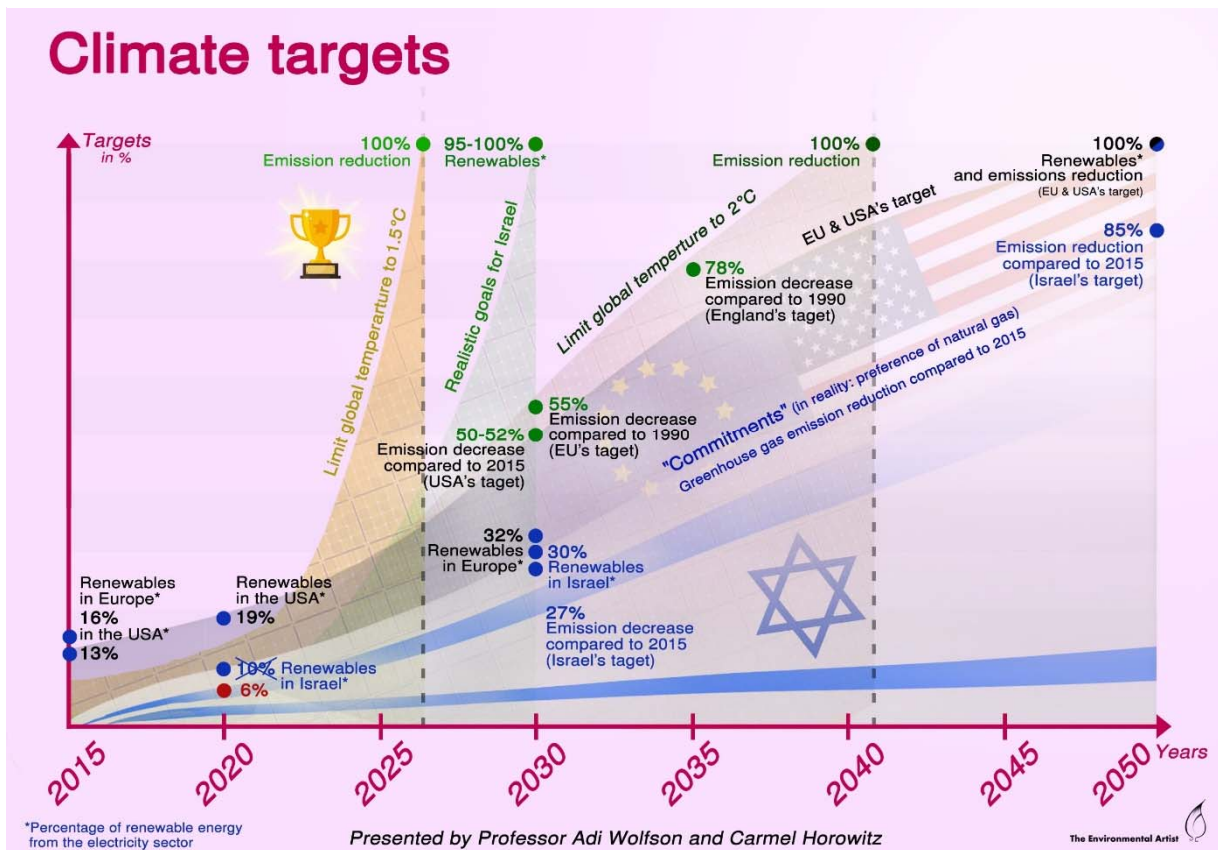 Climate targets
Targets
in %
100%
Emission reduction
95-100%
Renewables*
100%
Emission reduction
100%
Renewables*
and emissions reduction
(EU & USA's target)
85%
Emission reduction
compared to 2015
(Israel's target)
Limit global temperarture to 1.5°C
Realistic goals for Israel
Limit global temperture to 2°C
EU & USA's target
78%
Emission decrease
compared to 1990
(England's taget)
"Commitments" (in reality: preference of natural gas)
Greenhouse gas emission reduction compared to 2015
55%
Emission decrease
compared to 1990
(EU's taget)
50-52%
Emission decrease
compared to 2015
(USA's taget)
32%
Renewables
in Europe*
30%
Renewables
in Israel*
27%
Emission decrease
compared to 2015
(Israel's taget)
Renewables
in Europe*
16%
in the USA*
13%
Renewables
in the USA*
19%
10% Renewables
in Israel*
6%
2015
2020
2025
2030
2035
2040
2045
2050
Years
*Percentage of renewable energy
from the electricity sector
Presented by Professor Adi Wolfson and Carmel Horowitz
The Environmental Artist